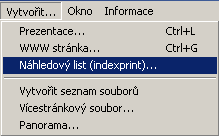 Vytvořit... Okno Informace
Prezentace... Ctrl+L
WWW stránka... Ctrl+G
Náhledový list (indexprint)...
Vytvořit seznam souborů
Vícestránkový soubor...
Panorama...